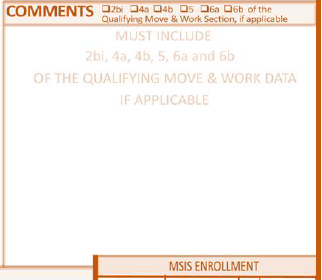 COMMENTS ❑2bi ❑4a ❑4b ❑5 ❑6a ❑6b of the
Qualifying Move & Work Section, if applicable
MUST INCLUDE
2bi, 4a, 4b, 5, 6a and 6b
OF THE QUALIFYING MOVE & WORK DATA
IF APPLICABLE
MSIS ENROLLMENT